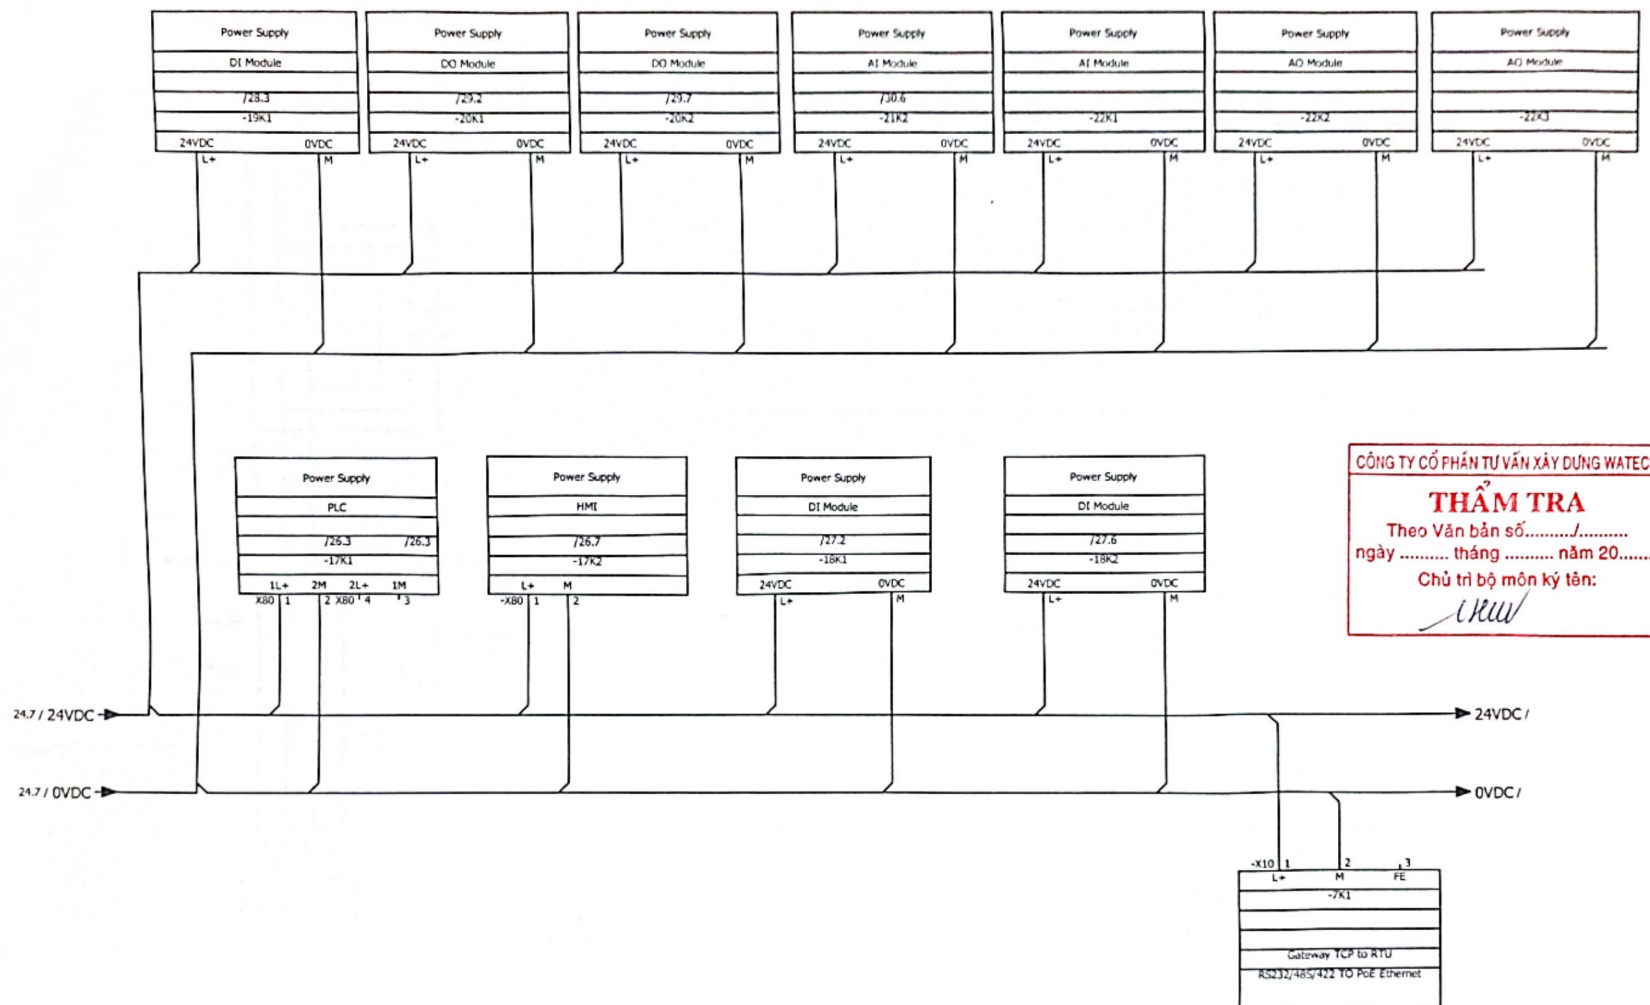 Power Supply
DI Module
/28.3
-19K1
24VDC 0VDC
L+ M
Power Supply
DO Module
/29.2
-20K1
24VDC 0VDC
L+ M
Power Supply
DO Module
/29.7
-20K2
24VDC 0VDC
L+ M
Power Supply
AI Module
/30.6
-21K2
24VDC 0VDC
L+ M
Power Supply
AI Module
-22K1
24VDC 0VDC
L+ M
Power Supply
AO Module
-22K2
24VDC 0VDC
L+ M
Power Supply
AO Module
-22K3
24VDC 0VDC
L+ M
Power Supply
PLC
/26.3 /26.3
-17K1
1L+ 2M 2L+ 1M
X80 1 2 X80 4 3
Power Supply
HMI
/26.7
-17K2
L+ M
-X80 1 2
Power Supply
DI Module
/27.2
-18K1
24VDC 0VDC
L+ M
Power Supply
DI Module
/27.6
-18K2
24VDC 0VDC
L+ M
CÔNG TY CỔ PHẦN TƯ VẤN XÂY DỰNG WATEC
THẨM TRA
Theo Văn bản số........../.........
ngày ......... tháng ......... năm 20.......
Chủ trì bộ môn ký tên:
24.7 / 24VDC
24VDC /
24.7 / 0VDC
0VDC /
-X10 1 2 3
L+ M FE
-7K1
Gateway TCP to RTU
RS232/485/422 TO PoE Ethernet